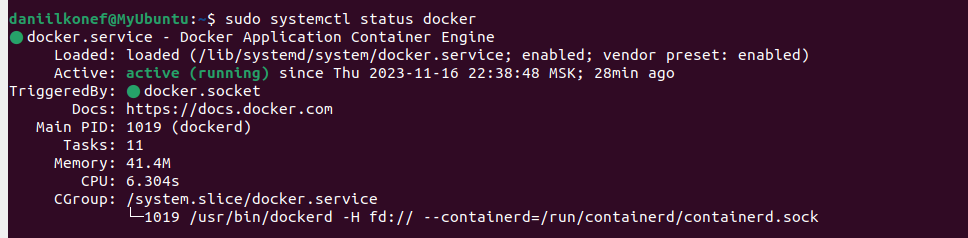 daniilkonef@MyUbuntu:~$ sudo systemctl status docker
● docker.service - Docker Application Container Engine
Loaded: loaded (/lib/systemd/system/docker.service; enabled; vendor preset: enabled)
Active: active (running) since Thu 2023-11-16 22:38:48 MSK; 28min ago
TriggeredBy: ● docker.socket
Docs: https://docs.docker.com
Main PID: 1019 (dockerd)
Tasks: 11
Memory: 41.4M
CPU: 6.304s
CGroup: /system.slice/docker.service
└─1019 /usr/bin/dockerd -H fd:// --containerd=/run/containerd/containerd.sock